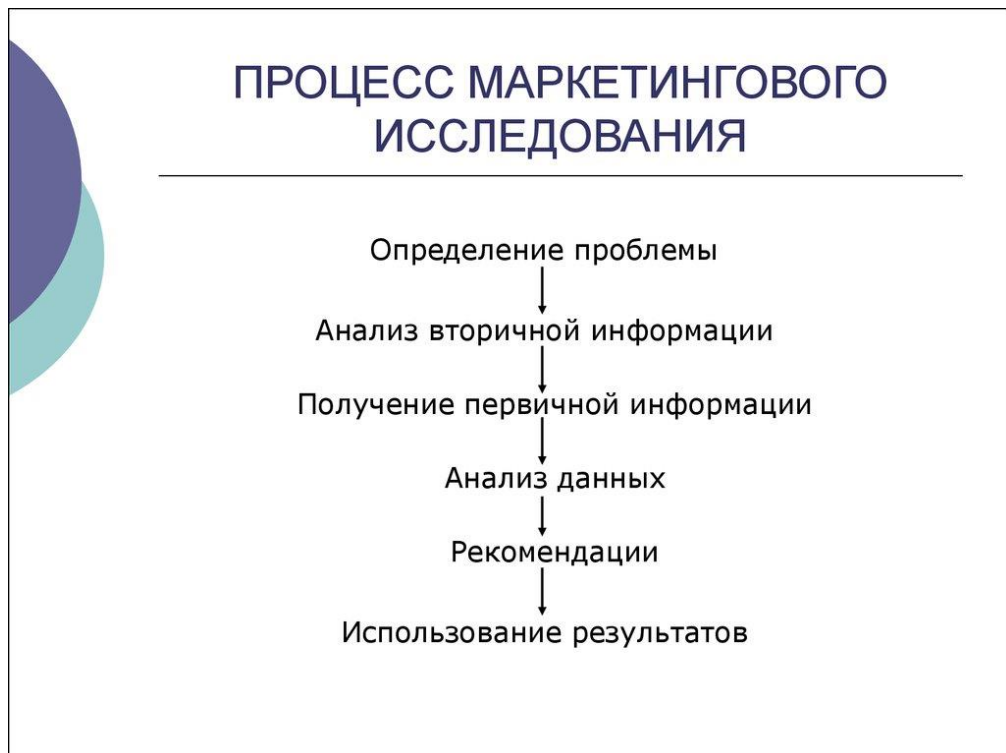 ПРОЦЕСС МАРКЕТИНГОВОГО
ИССЛЕДОВАНИЯ
Определение проблемы
Анализ вторичной информации
Получение первичной информации
Анализ данных
Рекомендации
Использование результатов